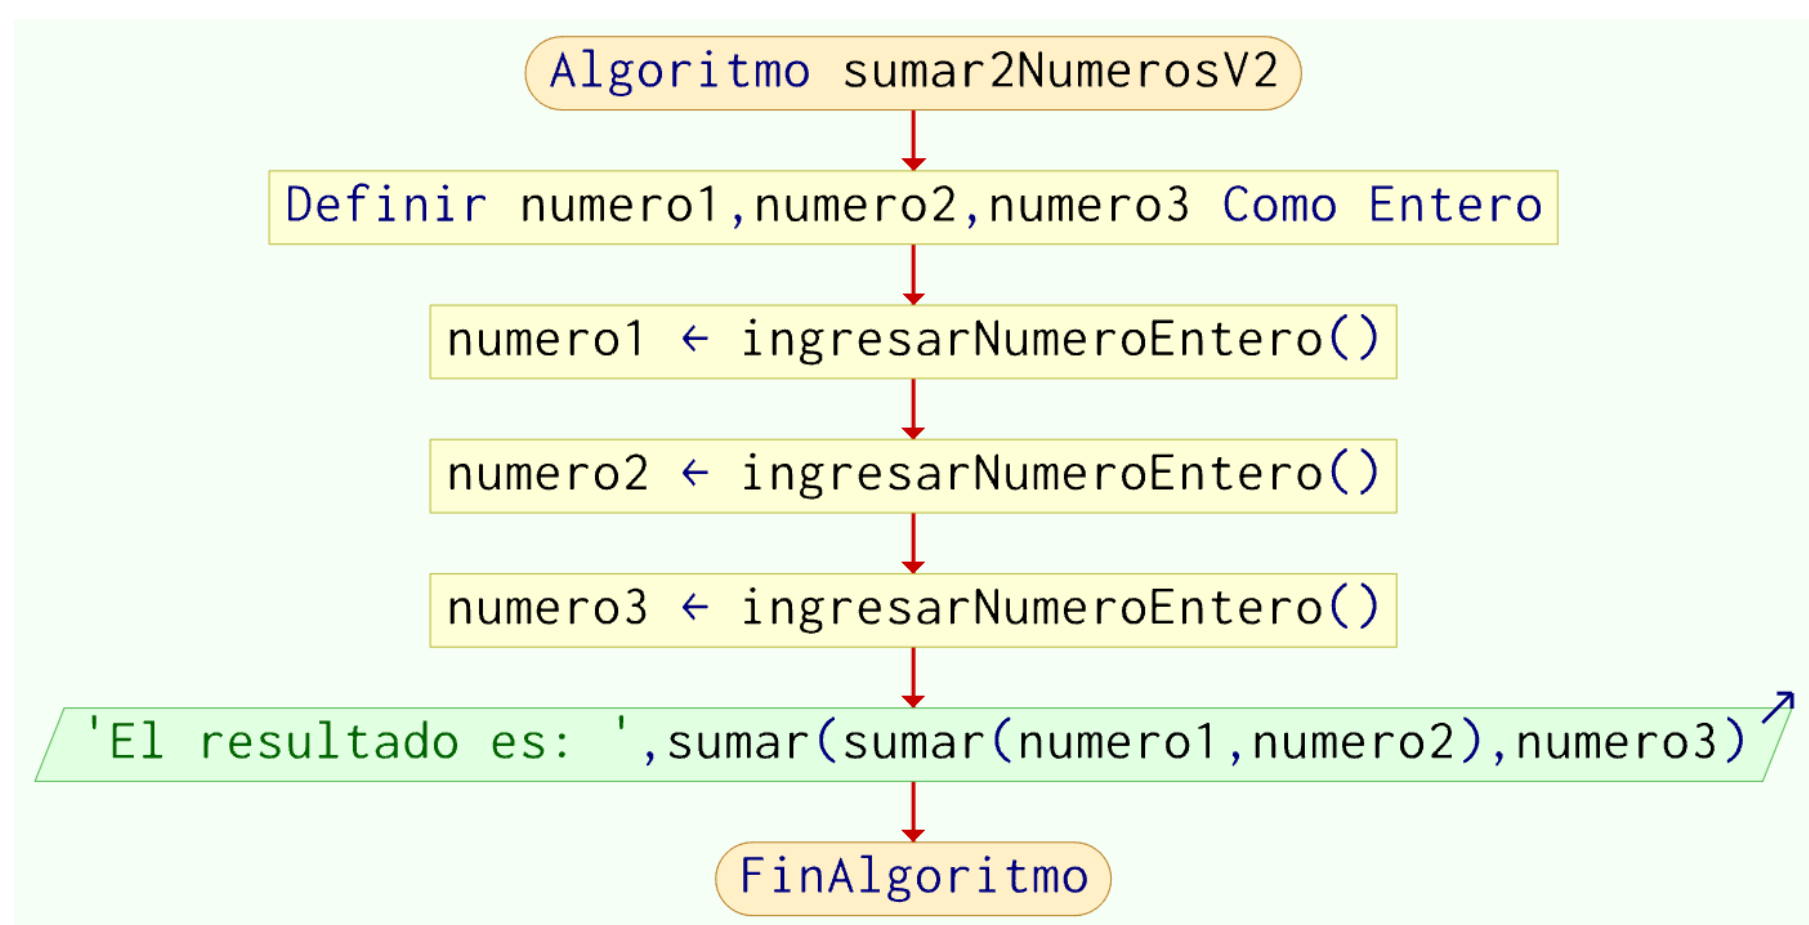 Algoritmo sumar2NumerosV2
Definir numero1,numero2,numero3 Como Entero
numero1 ← ingresarNumeroEntero()
numero2 ← ingresarNumeroEntero()
numero3 ← ingresarNumeroEntero()
'El resultado es: ',sumar(sumar(numero1,numero2),numero3)
FinAlgoritmo